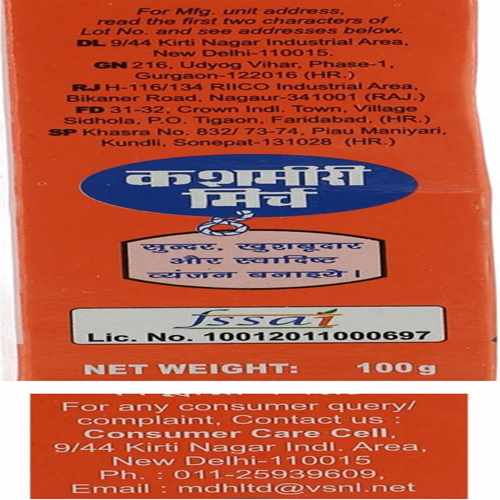 For Mfg. unit address,
read the first two characters of
Lot No. and see addresses below.
DL 9/44 Kirti Nagar Industrial Area,
New Delhi-110015.
GN 216, Udyog Vihar, Phase-1,
Gurgaon-122016 (HR.)
RJ H-116/134 RIICO Industrial Area,
Bikaner Road, Nagaur-341001 (RAJ.)
FD 31-32, Crown Indl. Town, Village
Sidhola, P.O. Tigaon, Faridabad, (HR.)
SP Khasra No. 832/ 73-74, Piau Maniyari,
Kundli, Sonepat-131028 (HR.)
कशमीरी
मिर्च
सुन्दर, खुशबूदार
और स्वादिष्ट
व्यंजन बनाइये।
fssai
Lic. No. 10012011000697
NET WEIGHT: 100g
For any consumer query/
complaint, Contact us :
Consumer Care Cell,
9/44 Kirti Nagar Indl. Area,
New Delhi-110015
Ph. : 011-25939609,
Email : mdhltd@vsnl.net